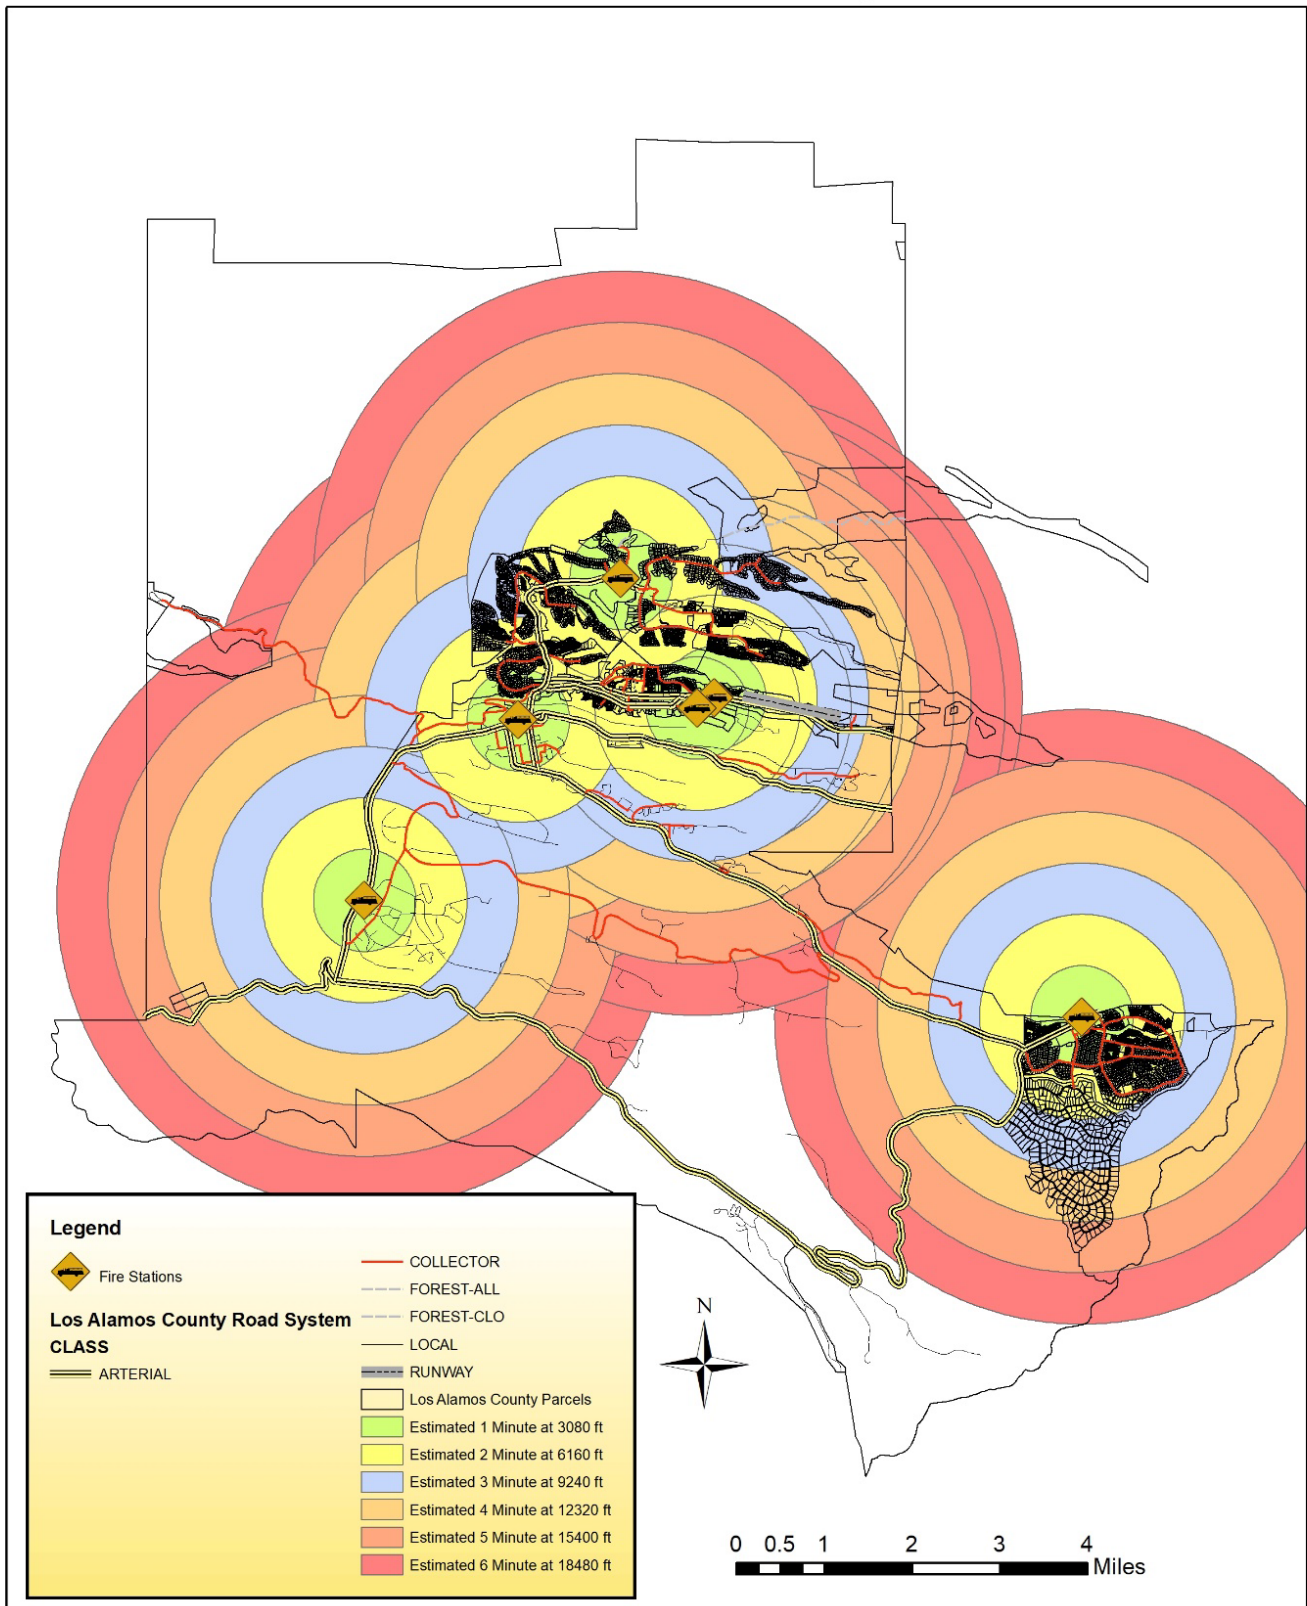 Legend
Fire Stations
Los Alamos County Road System
CLASS
ARTERIAL
COLLECTOR
FOREST-ALL
FOREST-CLO
LOCAL
RUNWAY
Los Alamos County Parcels
Estimated 1 Minute at 3080 ft
Estimated 2 Minute at 6160 ft
Estimated 3 Minute at 9240 ft
Estimated 4 Minute at 12320 ft
Estimated 5 Minute at 15400 ft
Estimated 6 Minute at 18480 ft
N
0 0.5 1 2 3 4
Miles